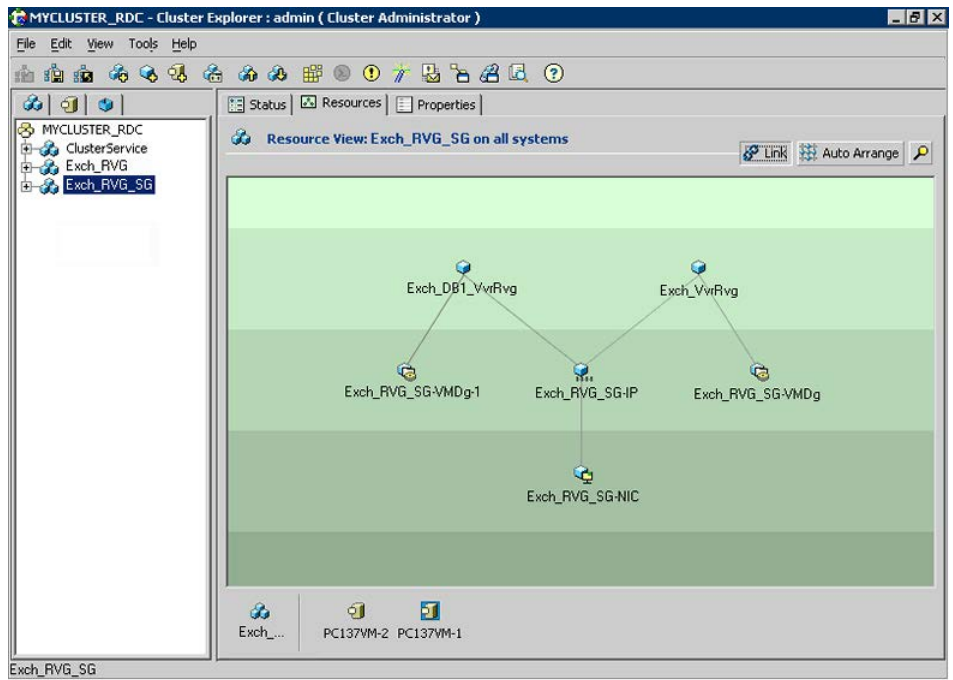 MYCLUSTER_RDC - Cluster Explorer : admin ( Cluster Administrator )
File Edit View Tools Help
Status Resources Properties
MYCLUSTER_RDC
ClusterService
Exch_RVG
Exch_RVG_SG
Resource View: Exch_RVG_SG on all systems
Link Auto Arrange
Exch_DB1_VvrRvg
Exch_VvrRvg
Exch_RVG_SG-VMDg-1
Exch_RVG_SG-IP
Exch_RVG_SG-VMDg
Exch_RVG_SG-NIC
Exch_...
PC137VM-2 PC137VM-1
Exch_RVG_SG